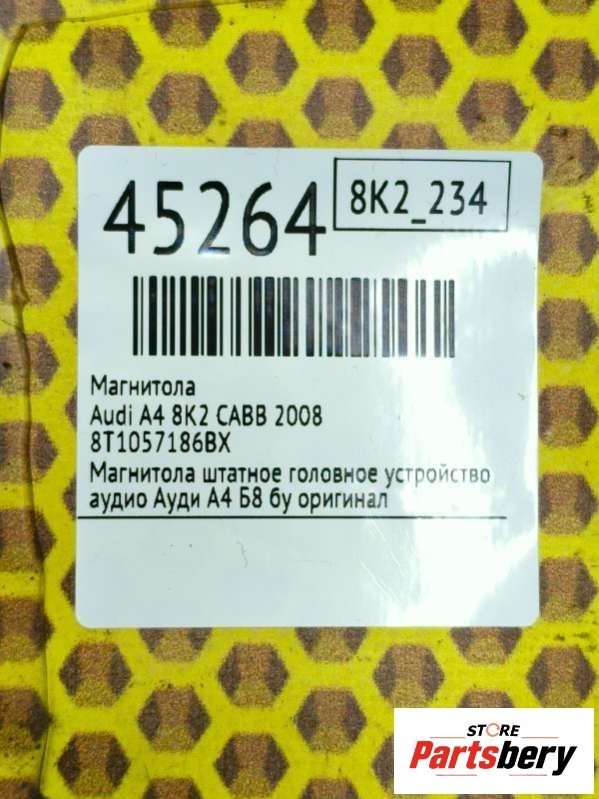 45264
8K2_234
Магнитола
Audi A4 8K2 CABB 2008
8T1057186BX
Магнитола штатное головное устройство
аудио Ауди А4 Б8 бу оригинал
STORE
Partsbery